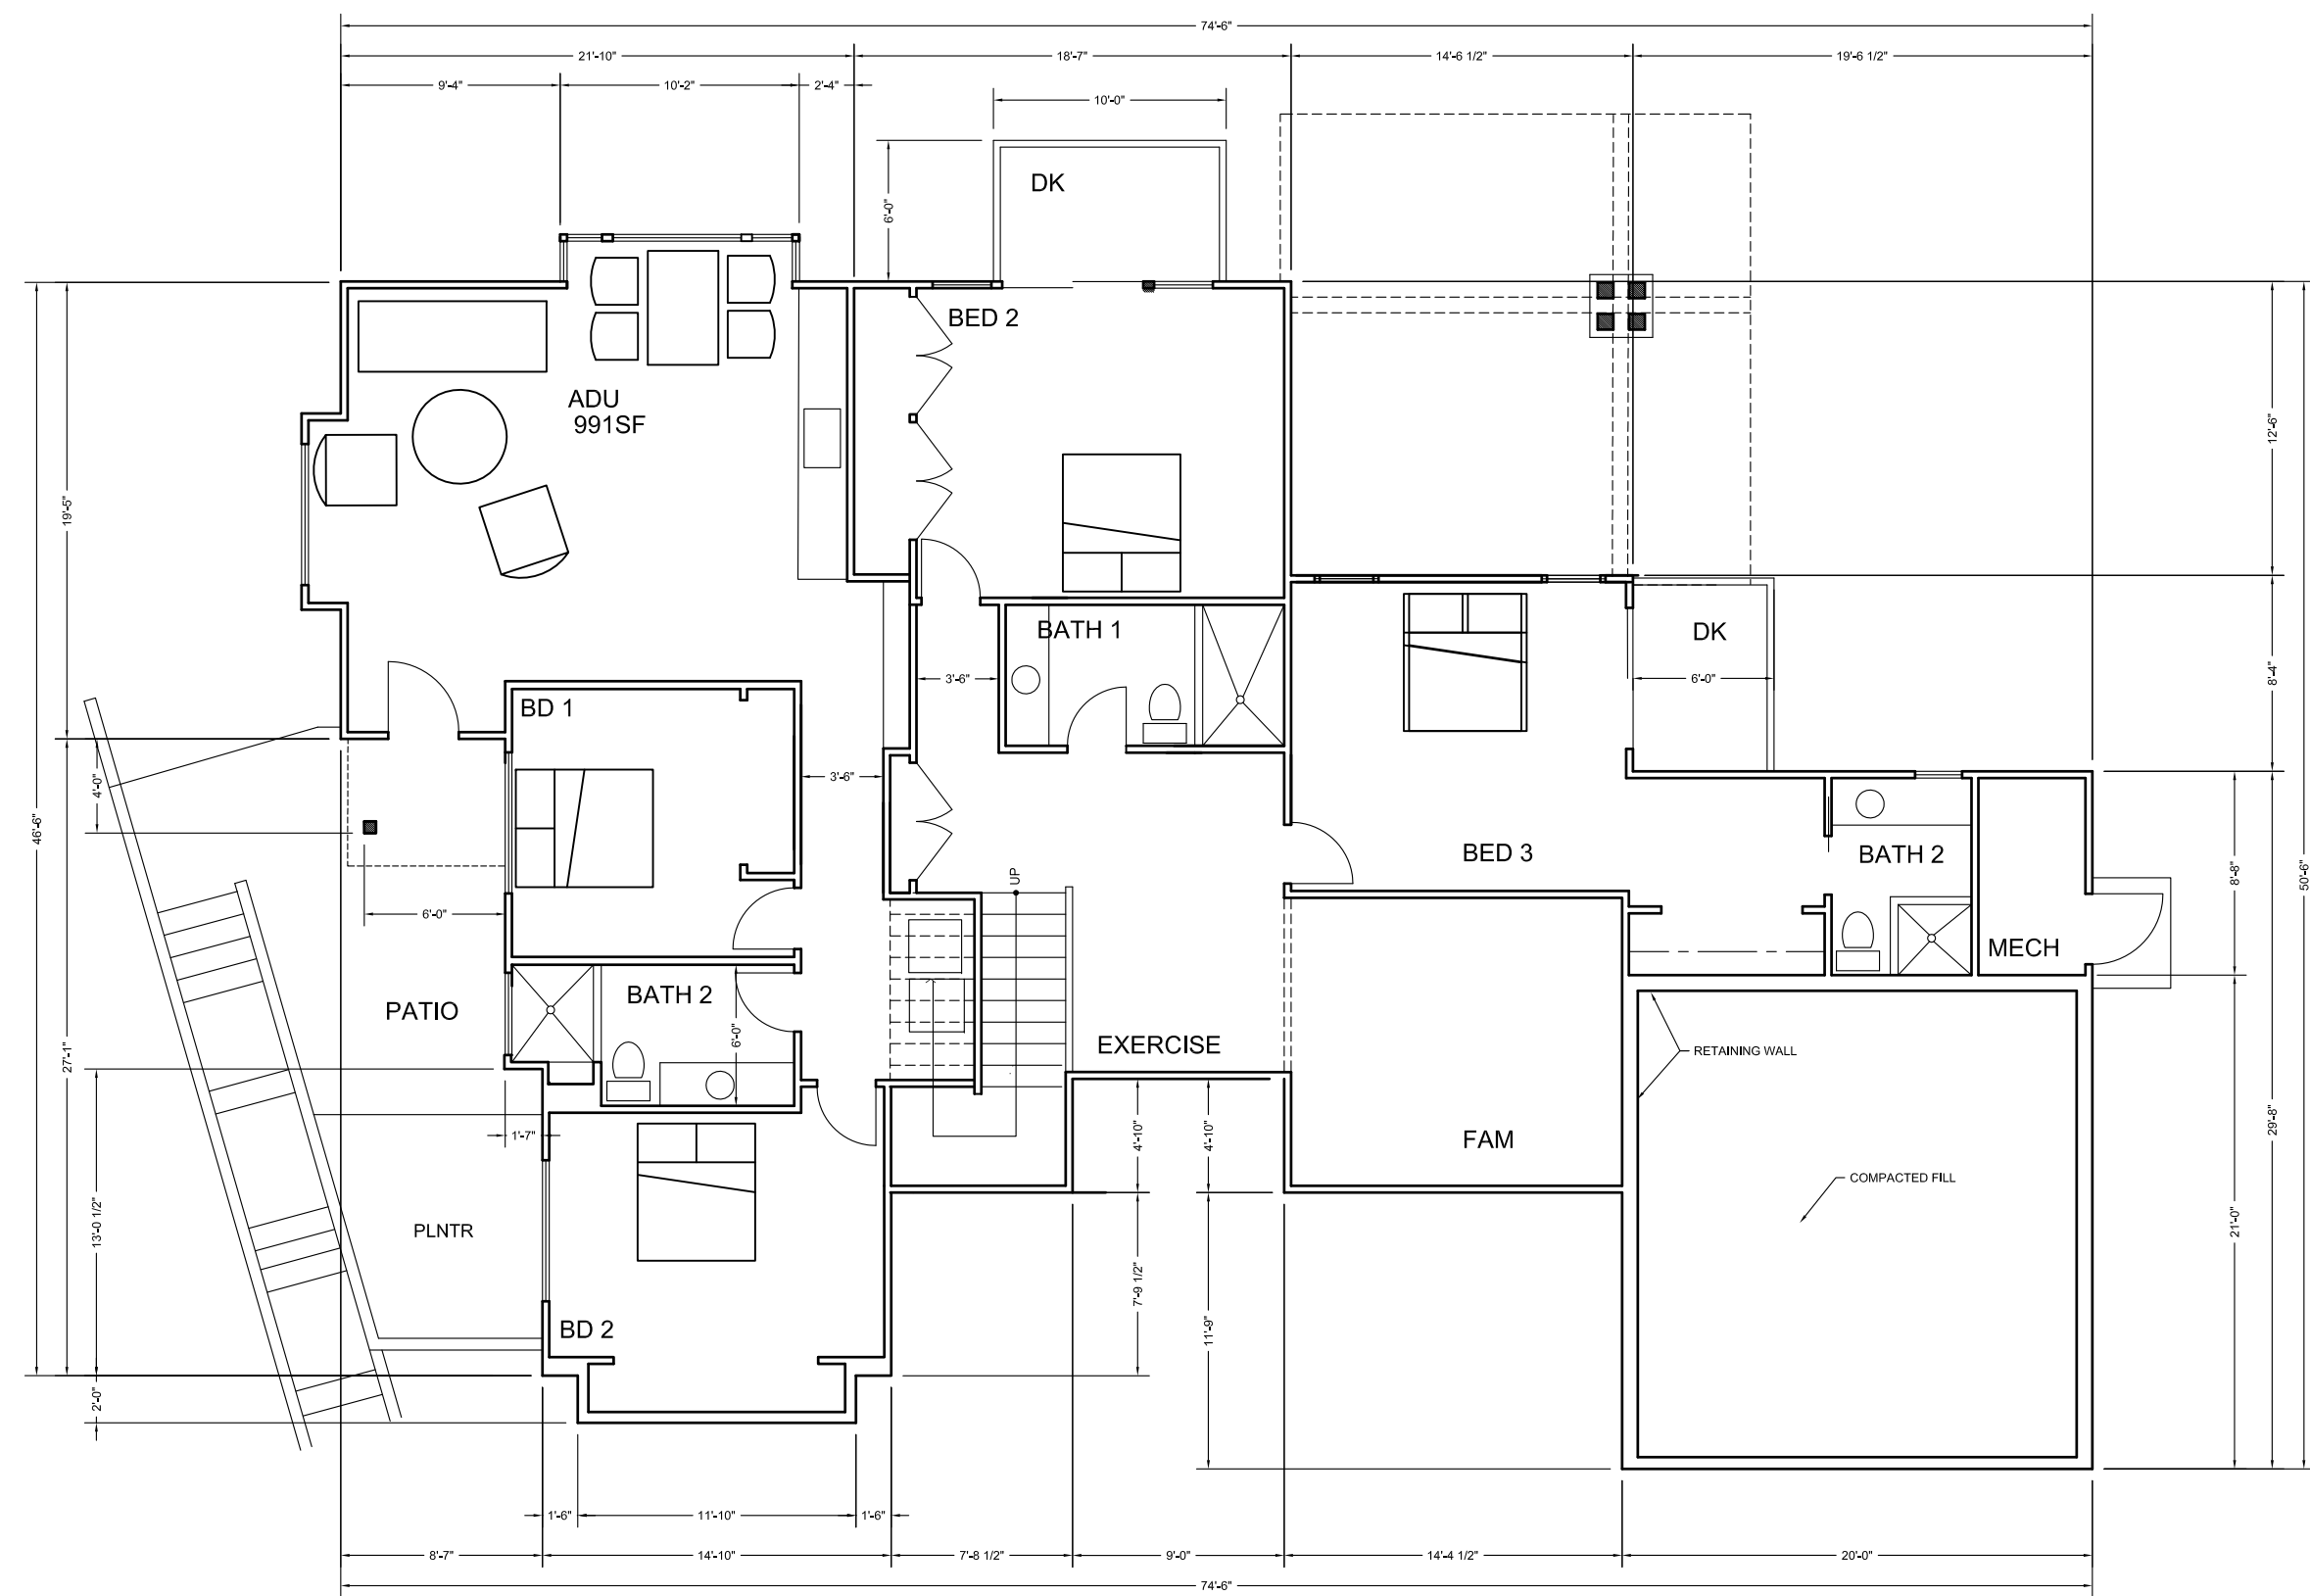 74'-6"
21'-10"
18'-7"
14'-6 1/2"
19'-6 1/2"
9'-4"
10'-2"
2'-4"
10'-0"
DK
6'-0"
BED 2
ADU
991SF
12'-6"
19'-5"
BATH 1
DK
3'-6"
6'-0"
8'-4"
BD 1
4'-0"
3'-6"
46'-6"
BED 3
BATH 2
8'-8"
50'-6"
UP
6'-0"
MECH
BATH 2
PATIO
6'-0"
EXERCISE
RETAINING WALL
27'-1"
1'-7"
4'-10"
4'-10"
FAM
29'-8"
COMPACTED FILL
13'-0 1/2"
PLNTR
21'-0"
7'-9 1/2"
11'-9"
BD 2
2'-0"
1'-6"
11'-10"
1'-6"
8'-7"
14'-10"
7'-8 1/2"
9'-0"
14'-4 1/2"
20'-0"
74'-6"